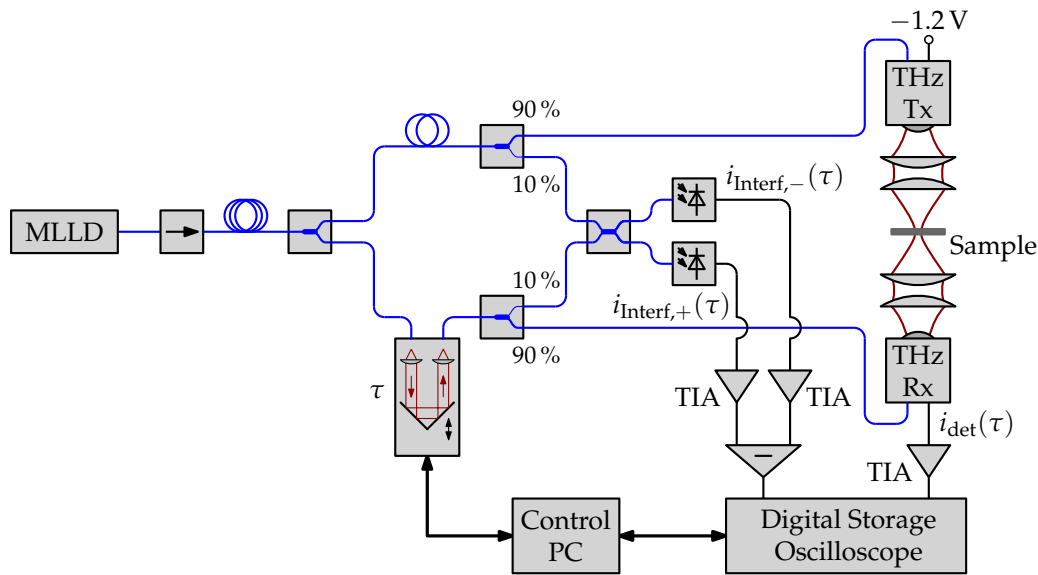 −1.2 V
THz
Tx
90 %
10 %
i_Interf,−(τ)
MLLD
Sample
10 %
i_Interf,+(τ)
90 %
THz
Rx
τ
TIA
TIA
i_det(τ)
−
TIA
Control
PC
Digital Storage
Oscilloscope